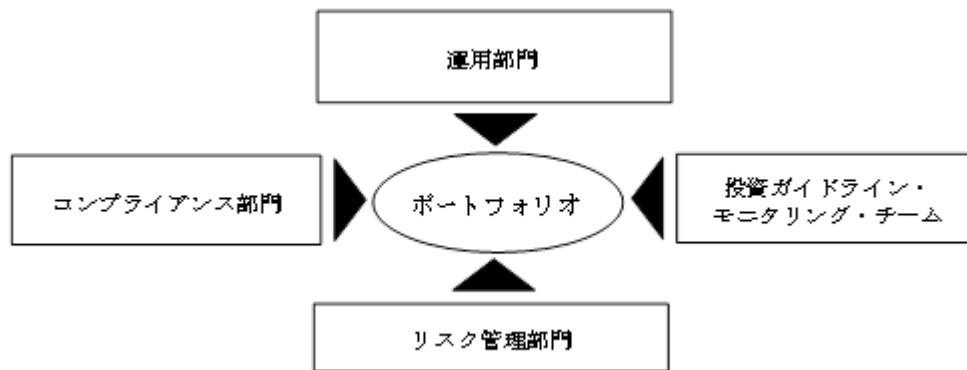 運用部門
コンプライアンス部門
ポートフォリオ
投資ガイドライン・
モニタリング・チーム
リスク管理部門